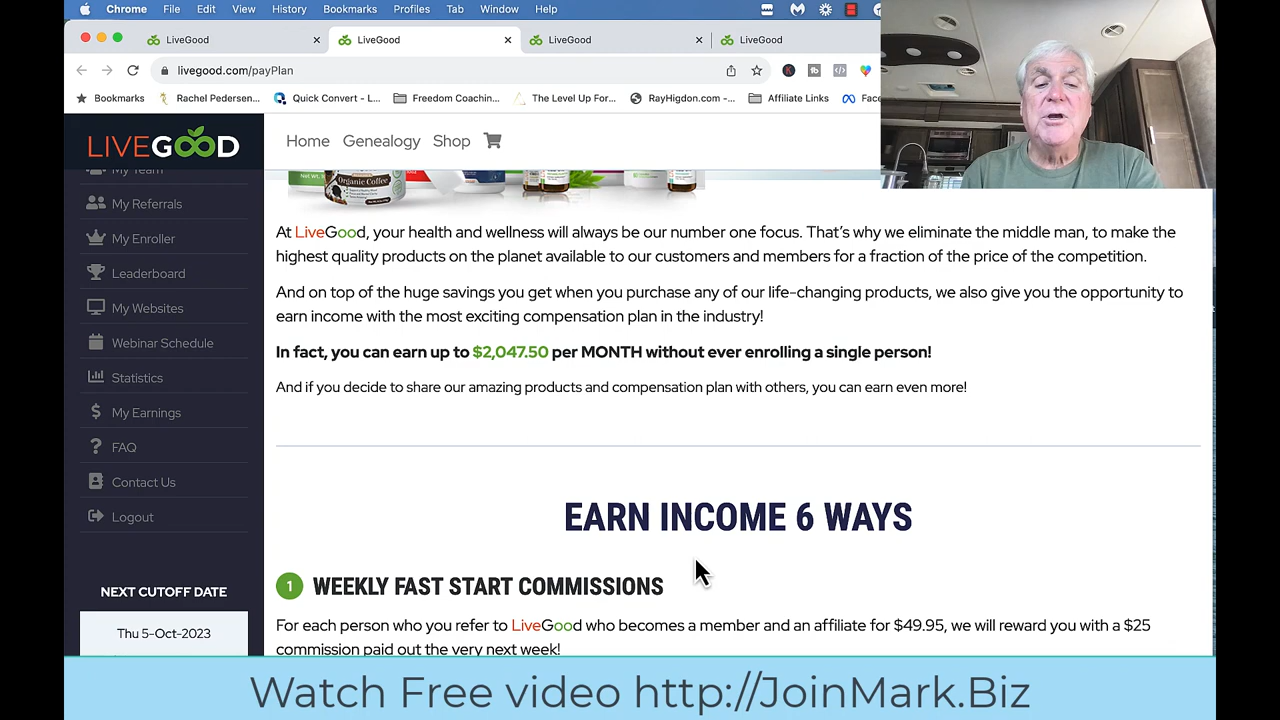 Chrome File Edit View History Bookmarks Profiles Tab Window Help
LiveGood LiveGood LiveGood LiveGood
livegood.com/payPlan
Bookmarks Rachel Pedersen... Quick Convert - L... Freedom Coachin... The Level Up For... RayHigdon.com -... Affiliate Links Face
LIVEGOOD
Home Genealogy Shop
My Team
My Referrals
My Enroller
Leaderboard
My Websites
Webinar Schedule
Statistics
My Earnings
FAQ
Contact Us
Logout
NEXT CUTOFF DATE
Thu 5-Oct-2023
Organic Coffee
At LiveGood, your health and wellness will always be our number one focus. That's why we eliminate the middle man, to make the
highest quality products on the planet available to our customers and members for a fraction of the price of the competition.
And on top of the huge savings you get when you purchase any of our life-changing products, we also give you the opportunity to
earn income with the most exciting compensation plan in the industry!
In fact, you can earn up to $2,047.50 per MONTH without ever enrolling a single person!
And if you decide to share our amazing products and compensation plan with others, you can earn even more!
EARN INCOME 6 WAYS
1 WEEKLY FAST START COMMISSIONS
For each person who you refer to LiveGood who becomes a member and an affiliate for $49.95, we will reward you with a $25
commission paid out the very next week!
Watch Free video http://JoinMark.Biz